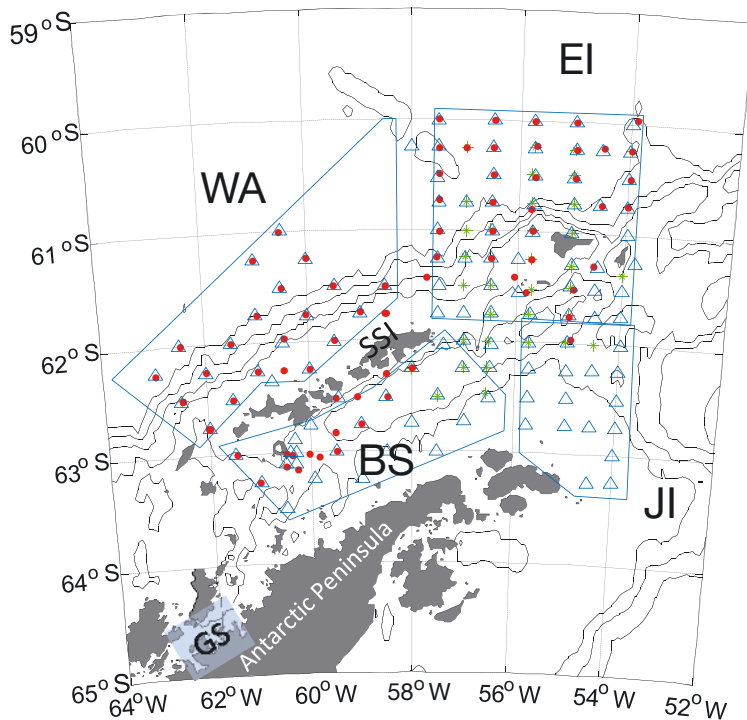 59° S
EI
60° S
WA
61° S
62° S
SSI
63° S
BS
JI
64° S
Antarctic Peninsula
GS
65° S
64° W
62° W
60° W
58° W
56° W
54° W
52° W